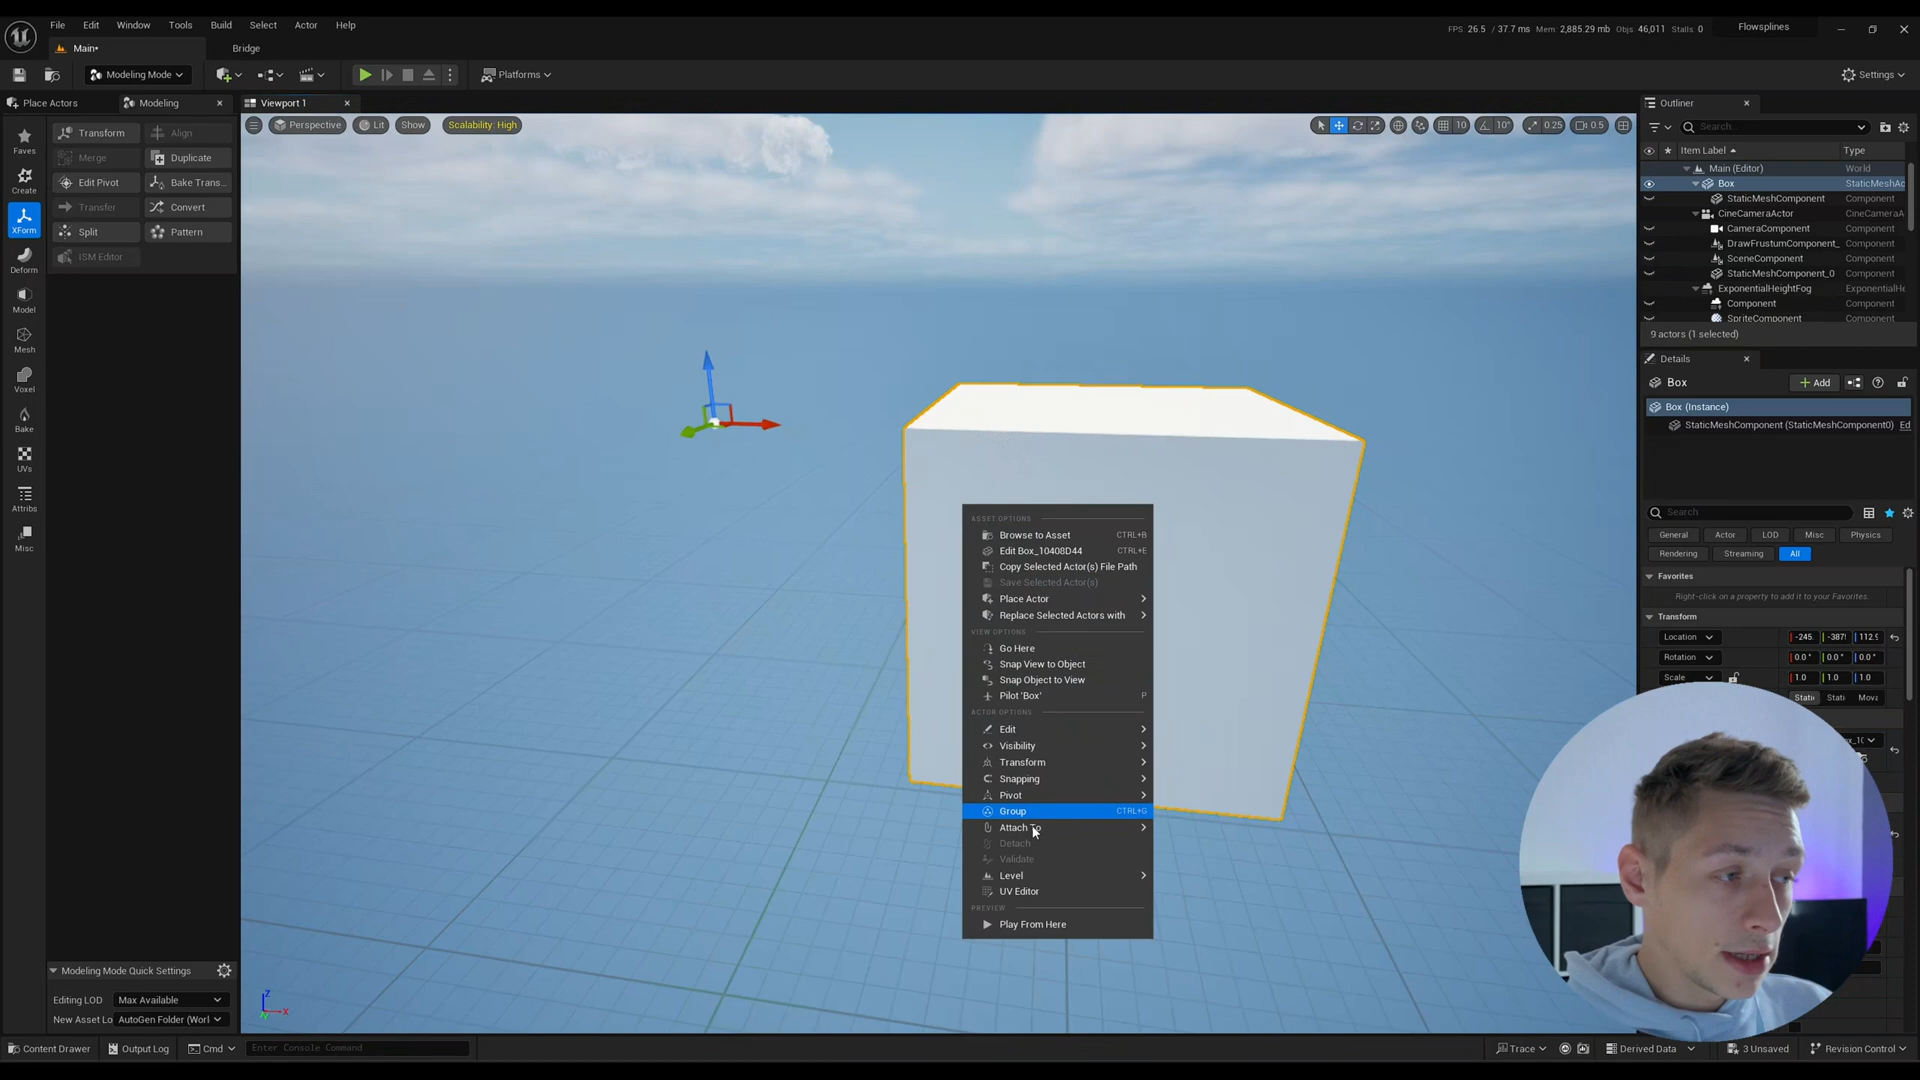 File Edit Window Tools Build Select Actor Help
FPS: 26.5 / 37.7 ms Mem: 2,885.29 mb Objs: 46,011 Stalls: 0
Flowsplines
Main•
Bridge
Modeling Mode
Platforms
Settings
Place Actors
Modeling
Viewport 1
Outliner
Perspective
Lit
Show
Scalability: High
10
10°
0.25
0.5
Search...
Faves
Create
XForm
Deform
Model
Mesh
Voxel
Bake
UVs
Attribs
Misc
Transform
Align
Merge
Duplicate
Edit Pivot
Bake Trans...
Transfer
Convert
Split
Pattern
ISM Editor
Item Label
Type
Main (Editor) World
Box StaticMeshAc
StaticMeshComponent Component
CineCameraActor CineCameraA
CameraComponent Component
DrawFrustumComponent_ Component
SceneComponent Component
StaticMeshComponent_0 Component
ExponentialHeightFog ExponentialHe
Component Component
SpriteComponent Component
9 actors (1 selected)
Details
Box
Add
Box (Instance)
StaticMeshComponent (StaticMeshComponent0) Ed
Search
General
Actor
LOD
Misc
Physics
Rendering
Streaming
All
Favorites
Right-click on a property to add it to your Favorites.
Transform
Location
-245.
-387
112.9
Rotation
0.0 °
0.0 °
0.0 °
Scale
1.0
1.0
1.0
Stati
Stati
Mova
ASSET OPTIONS
Browse to Asset CTRL+B
Edit Box_10408D44 CTRL+E
Copy Selected Actor(s) File Path
Save Selected Actor(s)
Place Actor
Replace Selected Actors with
VIEW OPTIONS
Go Here
Snap View to Object
Snap Object to View
Pilot 'Box' P
ACTOR OPTIONS
Edit
Visibility
Transform
Snapping
Pivot
Group CTRL+G
Attach To
Detach
Validate
Level
UV Editor
PREVIEW
Play From Here
Z
X
Modeling Mode Quick Settings
Editing LOD
Max Available
New Asset Lo
AutoGen Folder (Worl
Content Drawer
Output Log
Cmd
Enter Console Command
Trace
Derived Data
3 Unsaved
Revision Control